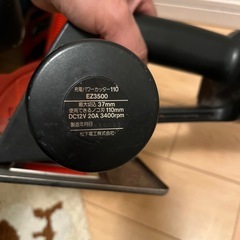 充電パワーカッター110
EZ3500
最大切込 37mm
使用できるノコ刃 110mm
DC12V 20A 3400rpm
製造年月日
松下電工株式会社